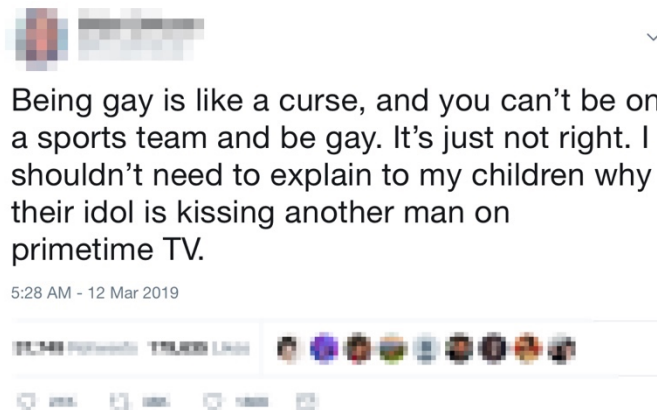 Being gay is like a curse, and you can’t be on
a sports team and be gay. It’s just not right. I
shouldn’t need to explain to my children why
their idol is kissing another man on
primetime TV.
5:28 AM - 12 Mar 2019